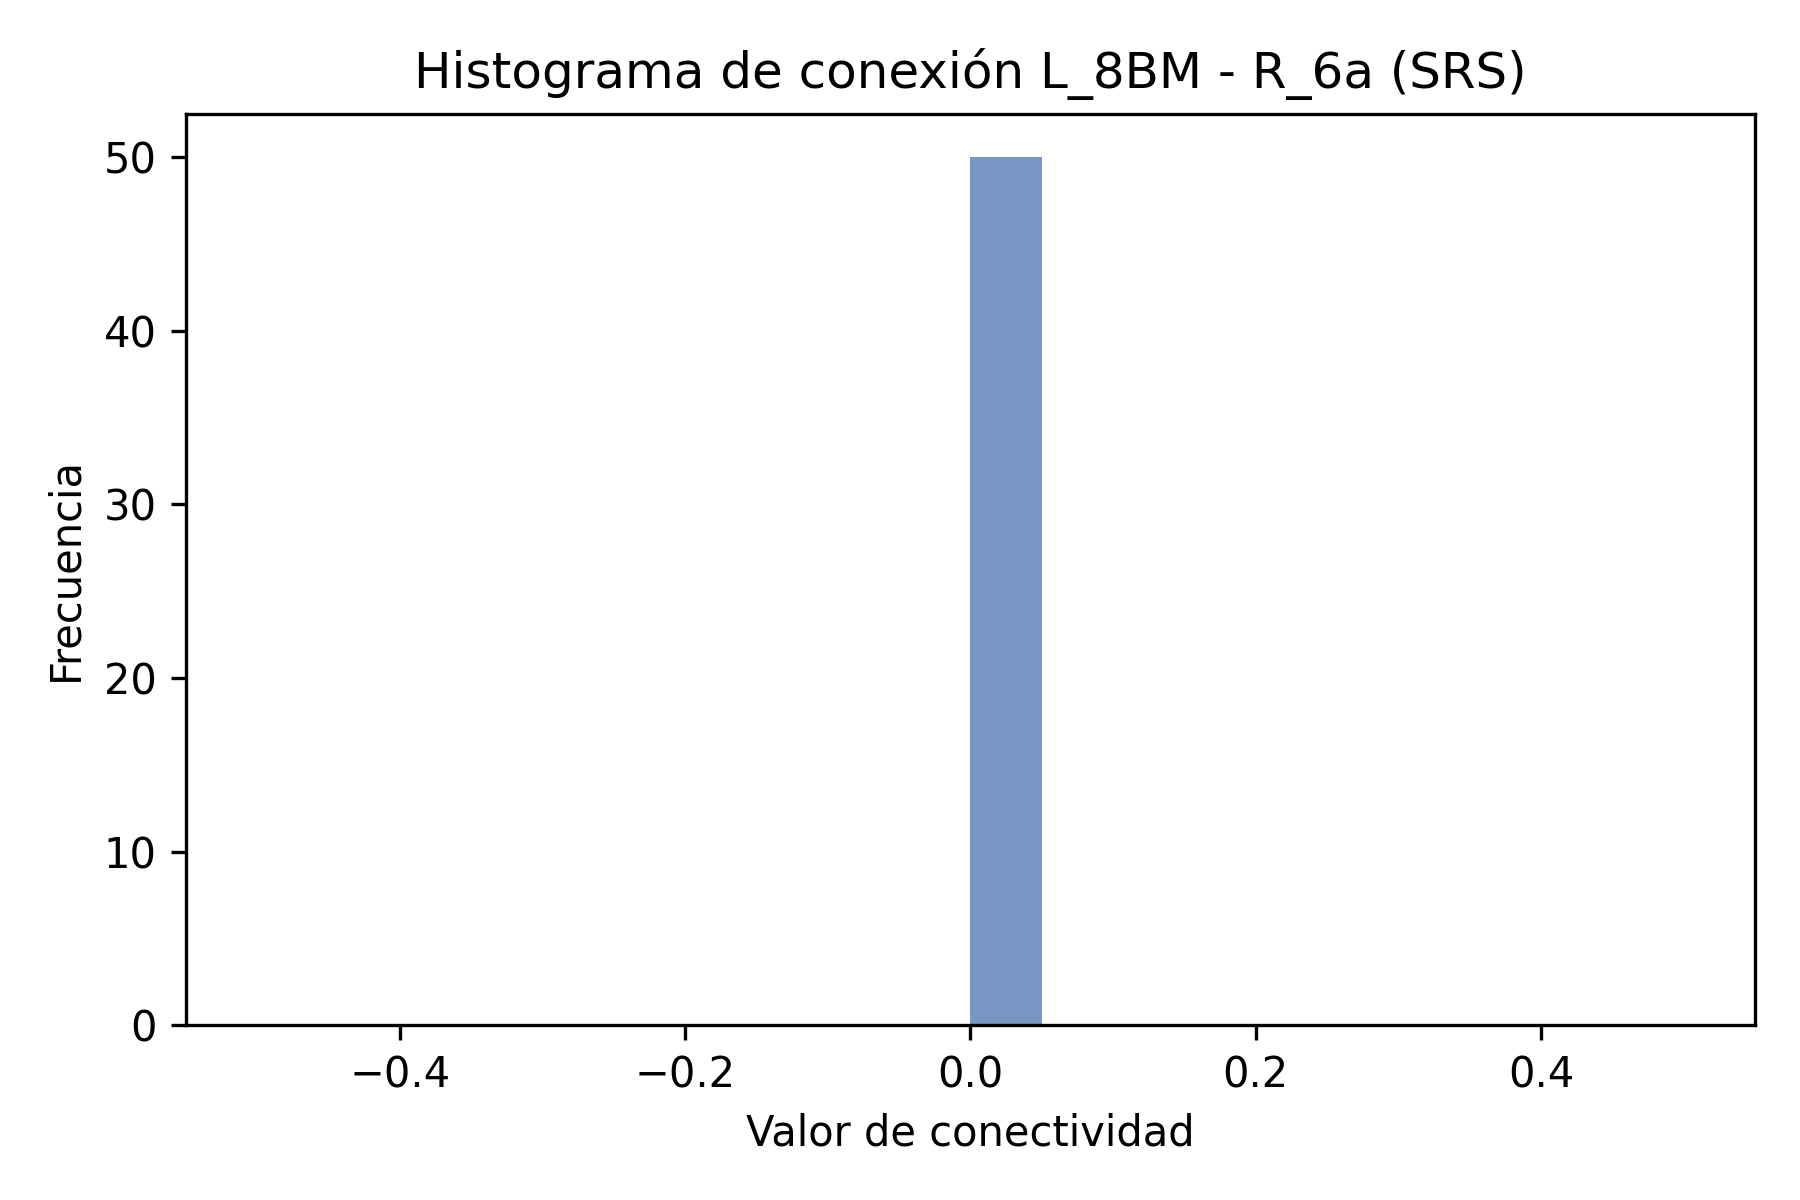 Histograma de conexión L_8BM - R_6a (SRS)
50
40
30
20
10
0
Frecuencia
−0.4 −0.2 0.0 0.2 0.4
Valor de conectividad